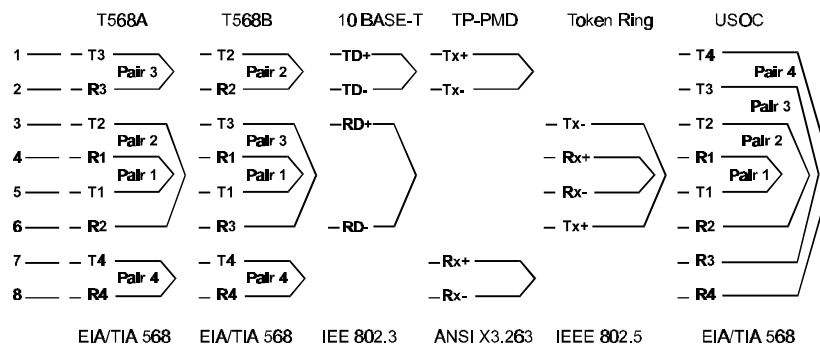 T568A T568B 10 BASE-T TP-PMD Token Ring USOC
1 T3 T2 TD+ Tx+ T4
Pair 3 Pair 2 Pair 4
2 R3 R2 TD- Tx- T3
Pair 3
3 T2 T3 RD+ Tx- T2
Pair 2 Pair 3 Pair 2
4 R1 R1 Rx+ R1
Pair 1 Pair 1 Pair 1
5 T1 T1 Rx- T1
6 R2 R3 RD- Tx+ R2
7 T4 T4 Rx+ R3
Pair 4 Pair 4
8 R4 R4 Rx- R4
EIA/TIA 568 EIA/TIA 568 IEE 802.3 ANSI X3.263 IEEE 802.5 EIA/TIA 568